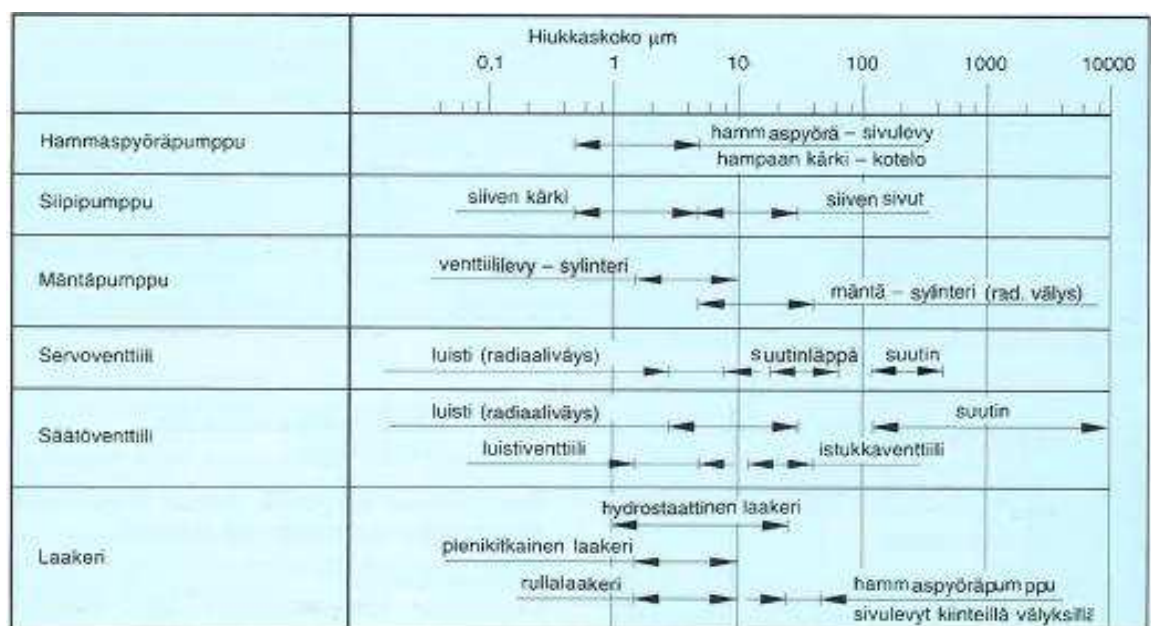 Hiukkaskoko µm
0,1 1 10 100 1000 10000
Hammaspyöräpumppu
hammaspyörä – sivulevy
hampaan kärki – kotelo
Siipipumppu
siiven kärki
siiven sivut
Mäntäpumppu
venttiililevy – sylinteri
mäntä – sylinteri (rad. välys)
Servoventtiili
luisti (radiaaliväys)
suutinläppä
suutin
Säätöventtiili
luisti (radiaaliväys)
suutin
luistiventtiili
istukkaventtiili
Laakeri
hydrostaattinen laakeri
pienikitkainen laakeri
rullalaakeri
hammaspyöräpumppu
sivulevyt kiinteillä välyksillä